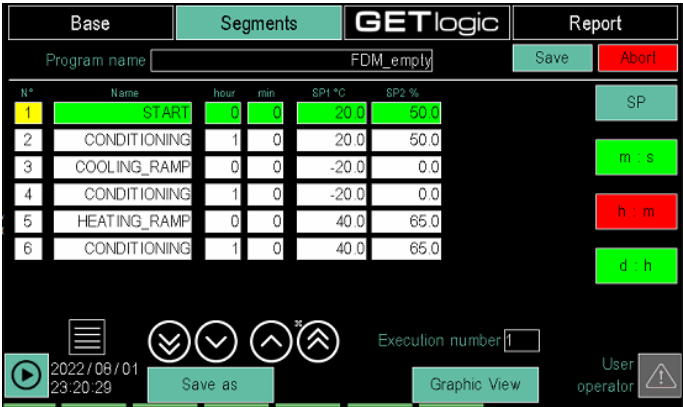 Base Segments GETlogic Report
Program name FDM_empty Save Abort
N° Name hour min SP1 °C SP2 %
1 START 0 0 20.0 50.0
2 CONDITIONING 1 0 20.0 50.0
3 COOLING_RAMP 0 0 -20.0 0.0
4 CONDITIONING 1 0 -20.0 0.0
5 HEATING_RAMP 0 0 40.0 65.0
6 CONDITIONING 1 0 40.0 65.0
SP
m : s
h : m
d : h
Execution number 1
2022/08/01
23:20:29
Save as
Graphic View
User
operator